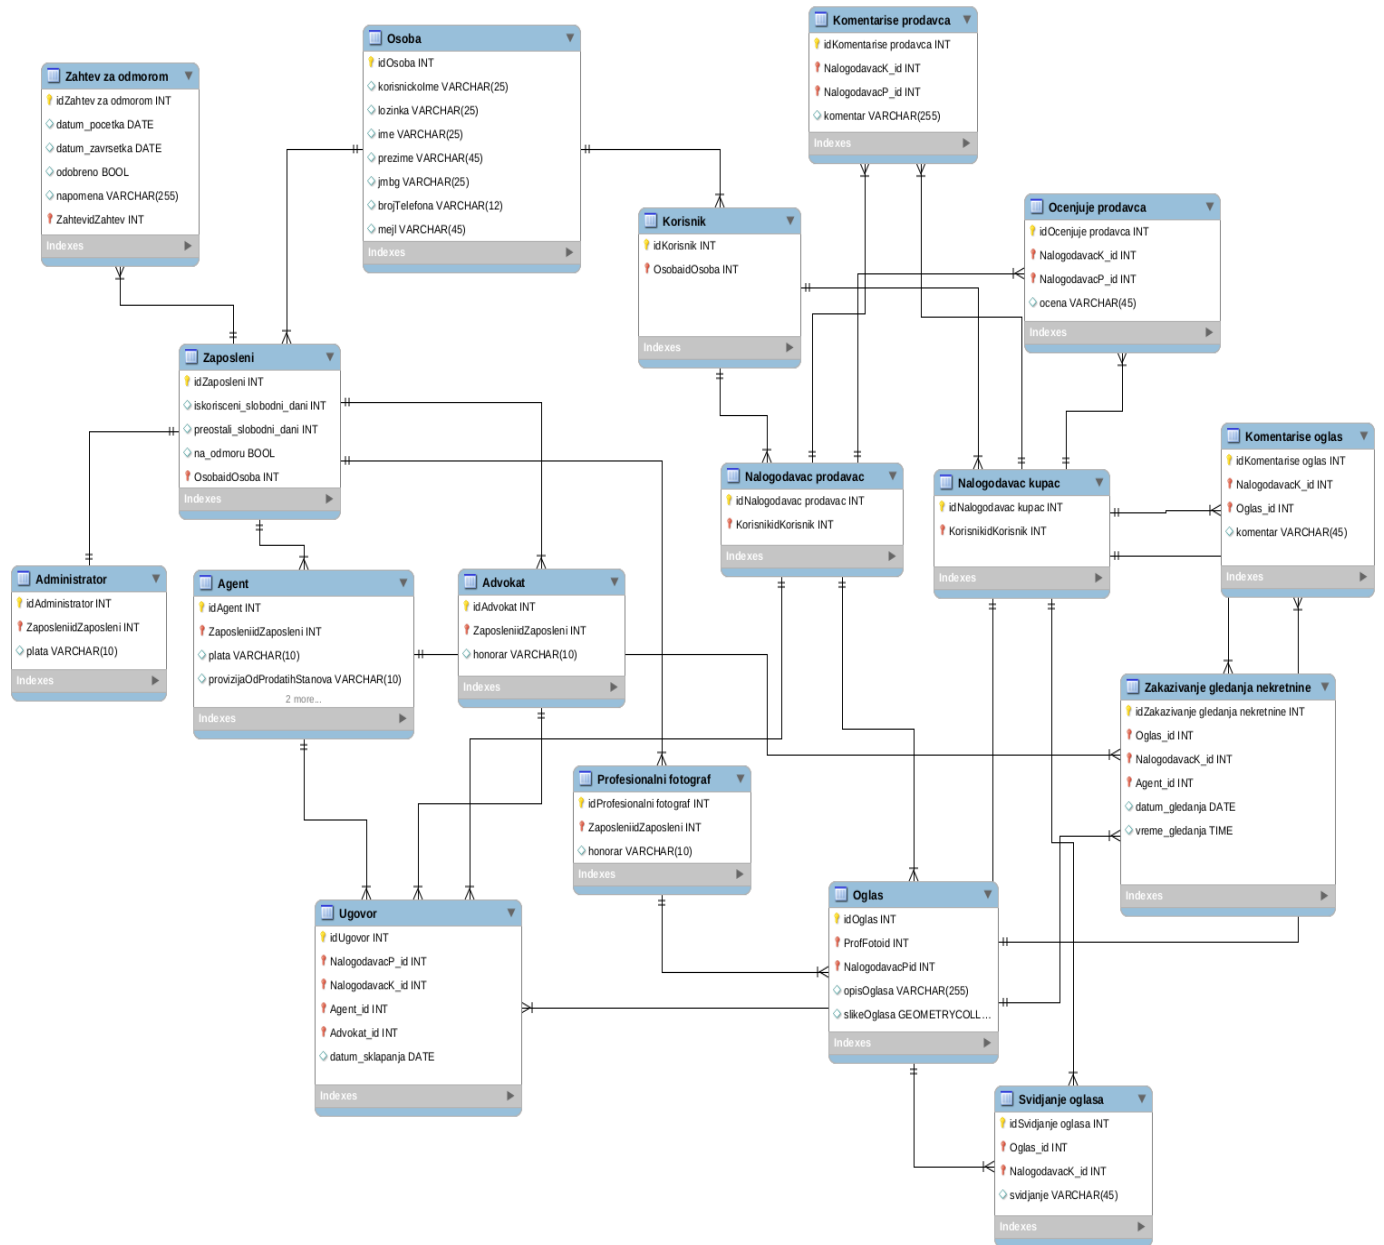 Komentarise prodavca
idKomentarise prodavca INT
NalogodavacK_id INT
NalogodavacP_id INT
komentar VARCHAR(255)
Indexes
Osoba
idOsoba INT
korisnickoIme VARCHAR(25)
lozinka VARCHAR(25)
ime VARCHAR(25)
prezime VARCHAR(45)
jmbg VARCHAR(25)
brojTelefona VARCHAR(12)
mejl VARCHAR(45)
Indexes
Zahtev za odmorom
idZahtev za odmorom INT
datum_pocetka DATE
datum_zavrsetka DATE
odobreno BOOL
napomena VARCHAR(255)
ZahtevidZahtev INT
Indexes
Korisnik
idKorisnik INT
OsobaidOsoba INT
Indexes
Ocenjuje prodavca
idOcenjuje prodavca INT
NalogodavacK_id INT
NalogodavacP_id INT
ocena VARCHAR(45)
Indexes
Zaposleni
idZaposleni INT
iskorisceni_slobodni_dani INT
preostali_slobodni_dani INT
na_odmoru BOOL
OsobaidOsoba INT
Indexes
Komentarise oglas
idKomentarise oglas INT
NalogodavacK_id INT
Oglas_id INT
komentar VARCHAR(45)
Indexes
Nalogodavac prodavac
idNalogodavac prodavac INT
KorisnikidKorisnik INT
Indexes
Nalogodavac kupac
idNalogodavac kupac INT
KorisnikidKorisnik INT
Indexes
Administrator
idAdministrator INT
ZaposleniidZaposleni INT
plata VARCHAR(10)
Indexes
Agent
idAgent INT
ZaposleniidZaposleni INT
plata VARCHAR(10)
provizijaOdProdatihStanova VARCHAR(10)
2 more...
Indexes
Advokat
idAdvokat INT
ZaposleniidZaposleni INT
honorar VARCHAR(10)
Indexes
Zakazivanje gledanja nekretnine
idZakazivanje gledanja nekretnine INT
Oglas_id INT
NalogodavacK_id INT
Agent_id INT
datum_gledanja DATE
vreme_gledanja TIME
Indexes
Profesionalni fotograf
idProfesionalni fotograf INT
ZaposleniidZaposleni INT
honorar VARCHAR(10)
Indexes
Oglas
idOglas INT
ProfFotoid INT
NalogodavacPid INT
opisOglasa VARCHAR(255)
slikeOglasa GEOMETRYCOLL...
Indexes
Ugovor
idUgovor INT
NalogodavacP_id INT
NalogodavacK_id INT
Agent_id INT
Advokat_id INT
datum_sklapanja DATE
Indexes
Svidjanje oglasa
idSvidjanje oglasa INT
Oglas_id INT
NalogodavacK_id INT
svidjanje VARCHAR(45)
Indexes